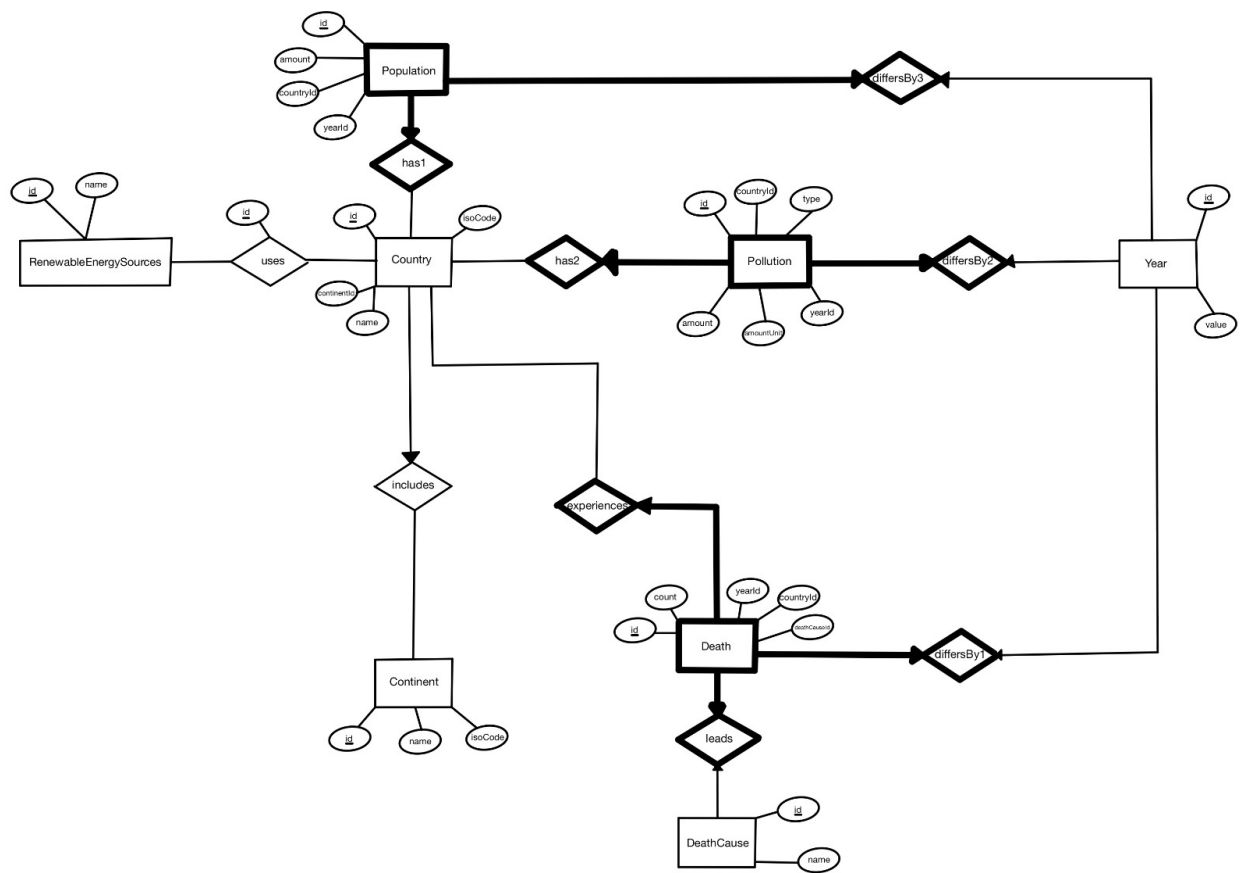 id
amount
Population
differsBy3
countryId
yearId
has1
id
name
id
id
isoCode
RenewableEnergySources
uses
Country
continentId
name
has2
id
countryId
type
Pollution
amount
amountUnit
yearId
differsBy2
id
Year
value
includes
experiences
count
yearId
countryId
id
deathCauseId
Death
differsBy1
Continent
id
name
isoCode
leads
id
DeathCause
name